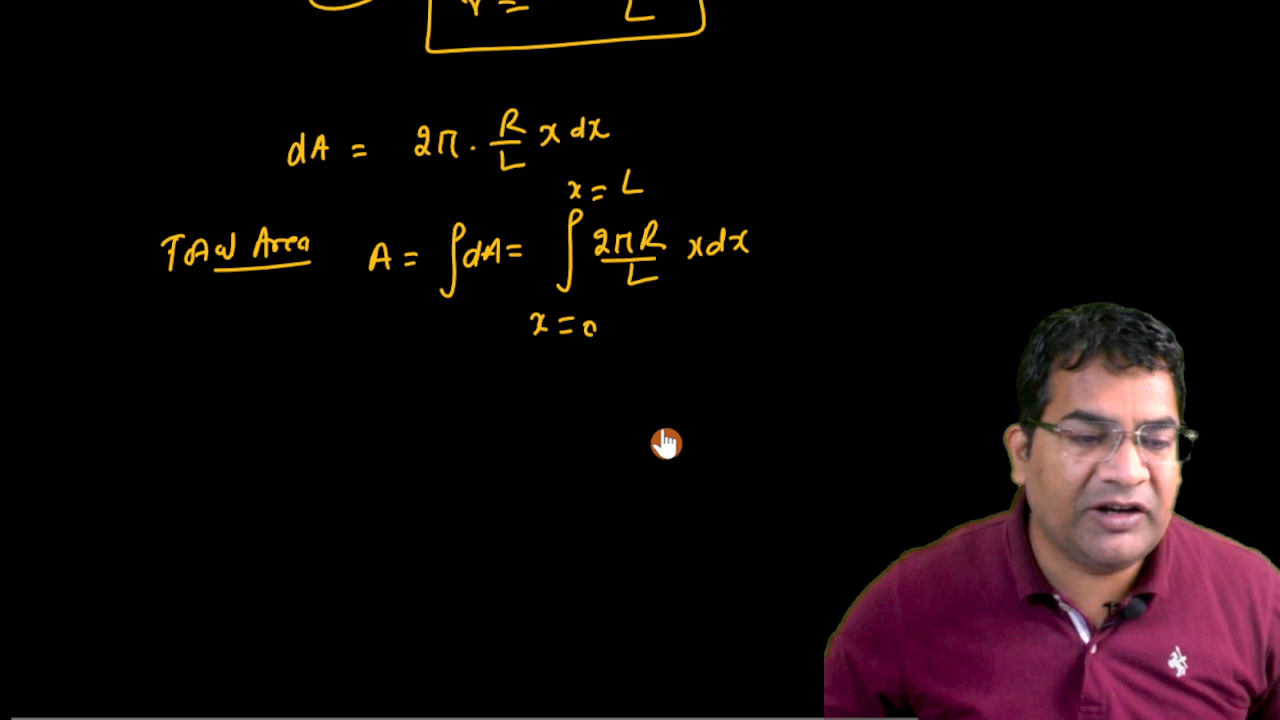 r = L
dA = 2π · R/L x dx
x = L
Total Area A = ∫dA = ∫ 2πR/L x dx
x = 0